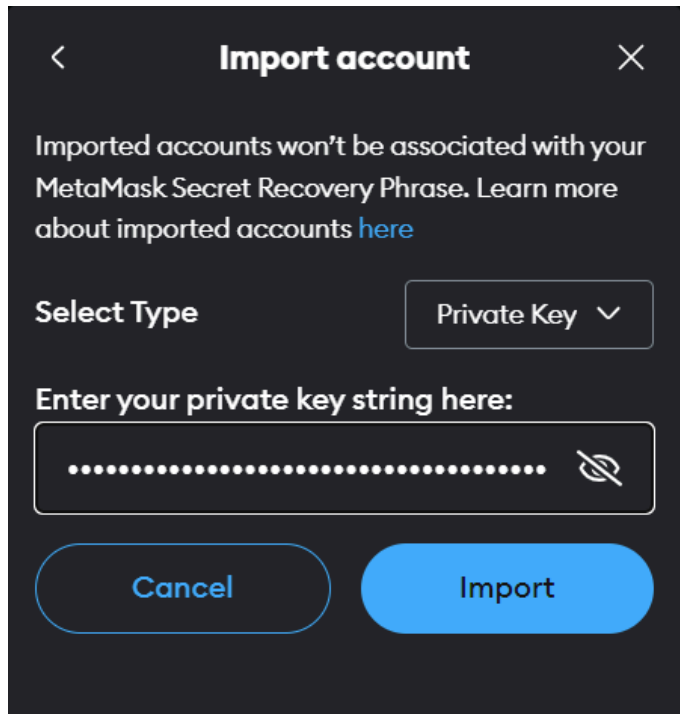 Import account
Imported accounts won’t be associated with your
MetaMask Secret Recovery Phrase. Learn more
about imported accounts here
Select Type
Private Key
Enter your private key string here:
••••••••••••••••••••••••••••••••••••••
Cancel
Import